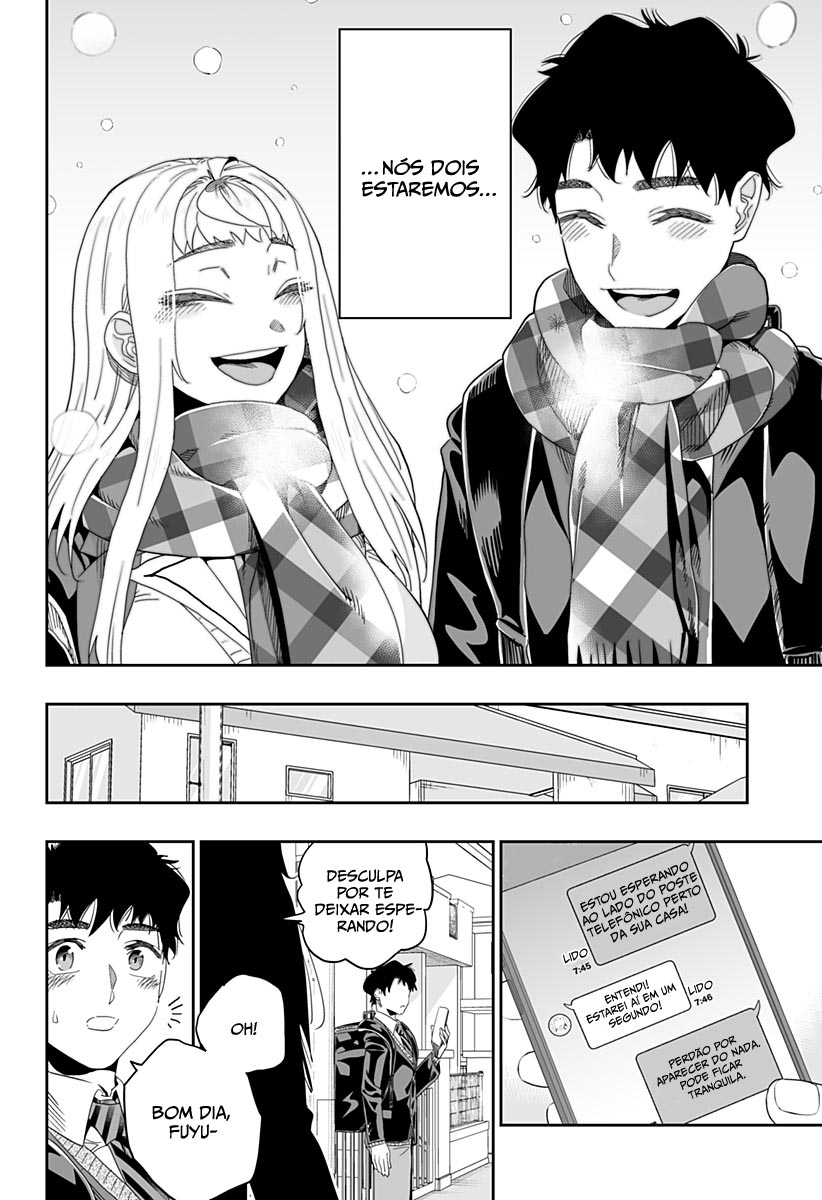 ...NÓS DOIS
ESTAREMOS...
ESTOU ESPERANDO
AO LADO DO POSTE
TELEFÔNICO PERTO
DA SUA CASA!
LIDO
7:45
ENTENDI!
ESTAREI AÍ EM UM
SEGUNDO!
LIDO
7:46
PERDÃO POR
APARECER DO NADA.
PODE FICAR
TRANQUILA.
DESCULPA
POR TE
DEIXAR ESPE-
RANDO!
OH!
BOM DIA,
FUYU-